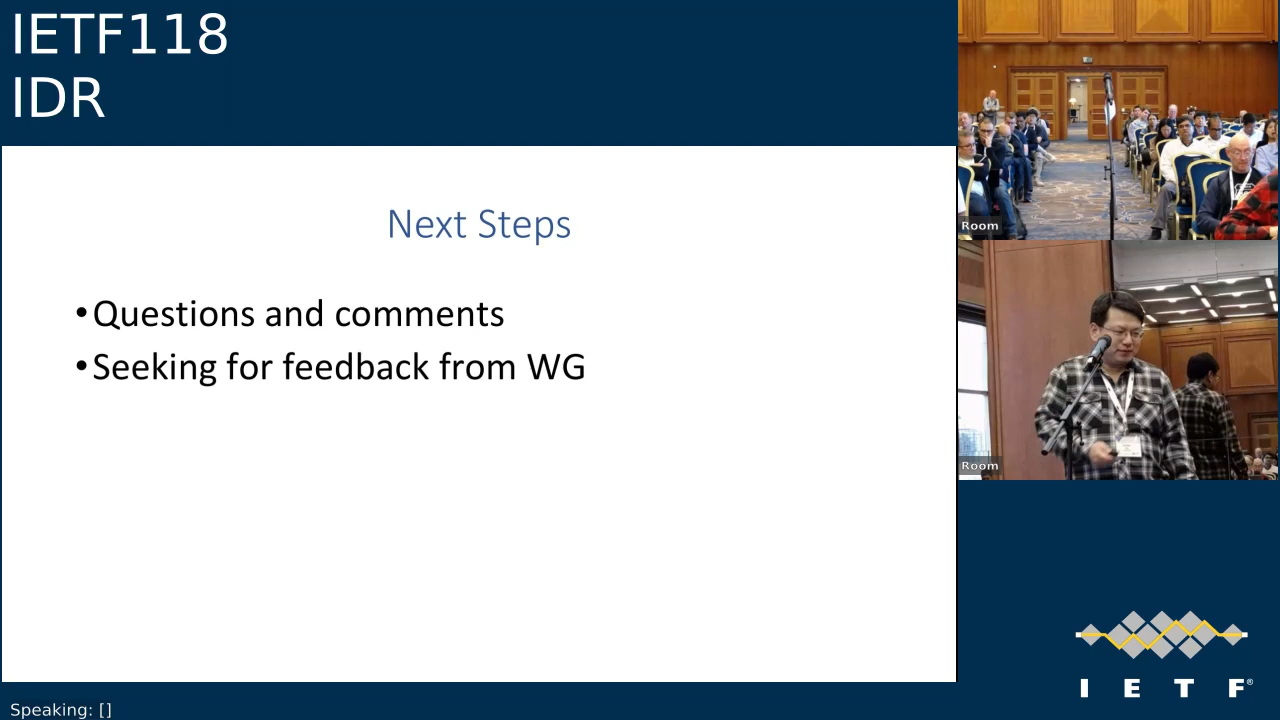 IETF118
IDR
Next Steps
•Questions and comments
•Seeking for feedback from WG
Room
Room
I E T F®
Speaking: []